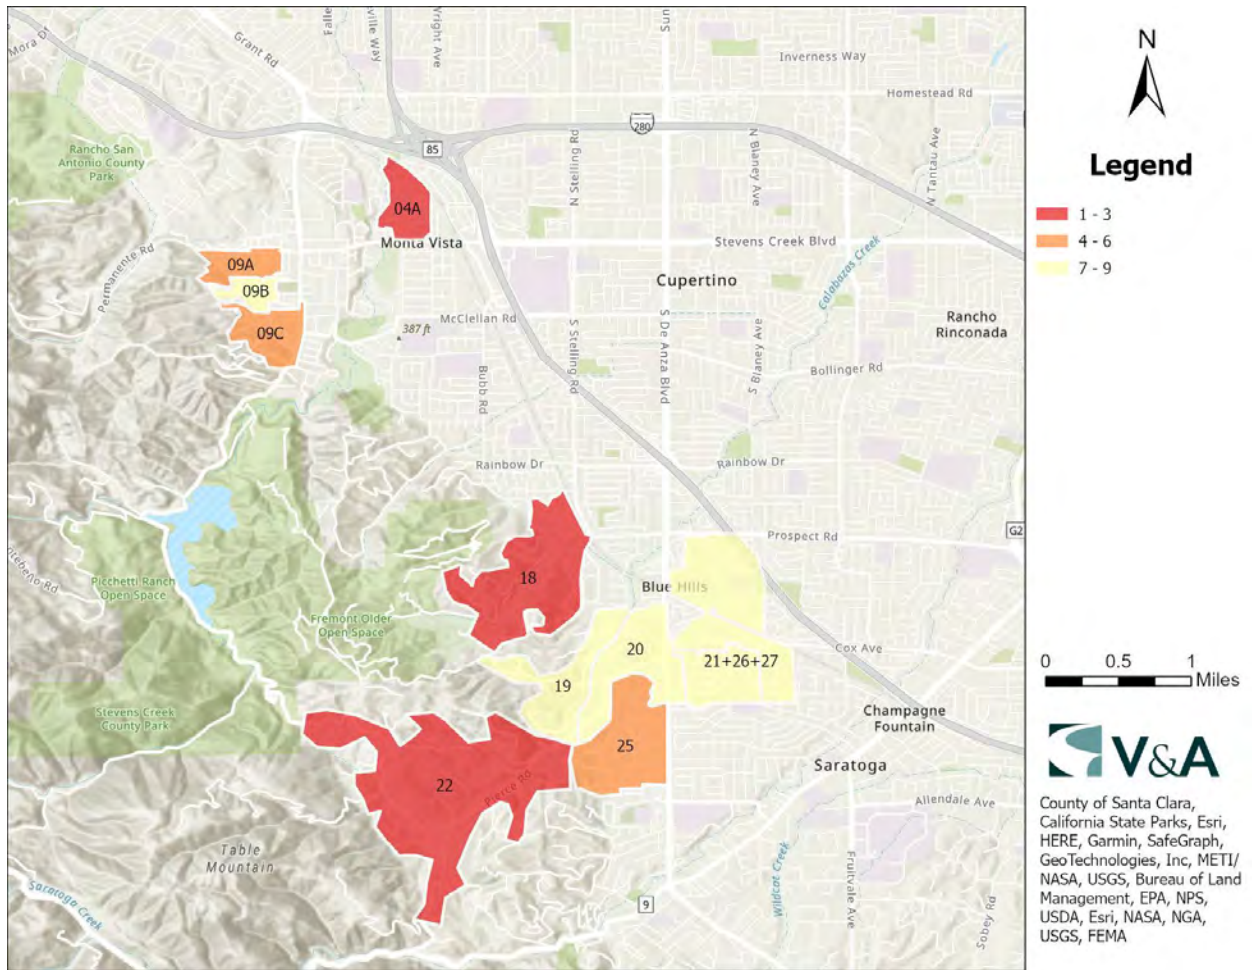 Mora D
Grant Rd
Falle
ville Way
Wright Ave
Sun
Inverness Way
Homestead Rd
280
85
Rancho San
Antonio County
Park
N Stelling Rd
N Blaney Ave
N Tantau Ave
04A
Monta Vista
Stevens Creek Blvd
Permanente Rd
09A
09B
09C
Cupertino
Calabazas Creek
McClellan Rd
387 ft
Rancho
Rinconada
S Stelling Rd
S De Anza Blvd
S Blaney Ave
Bubb Rd
Bollinger Rd
Rainbow Dr
Rainbow Dr
Prospect Rd
G2
ntebello Rd
Picchetti Ranch
Open Space
18
Blue Hills
Fremont Older
Open Space
20
21+26+27
Cox Ave
19
Stevens Creek
County Park
25
Champagne
Fountain
22
Pierce Rd
Saratoga
Allendale Ave
Table
Mountain
Saratoga Creek
Wildcat Creek
Fruitvale Ave
Sobey Rd
9
N
Legend
1 - 3
4 - 6
7 - 9
0 0.5 1
Miles
V&A
County of Santa Clara,
California State Parks, Esri,
HERE, Garmin, SafeGraph,
GeoTechnologies, Inc, METI/
NASA, USGS, Bureau of Land
Management, EPA, NPS,
USDA, Esri, NASA, NGA,
USGS, FEMA